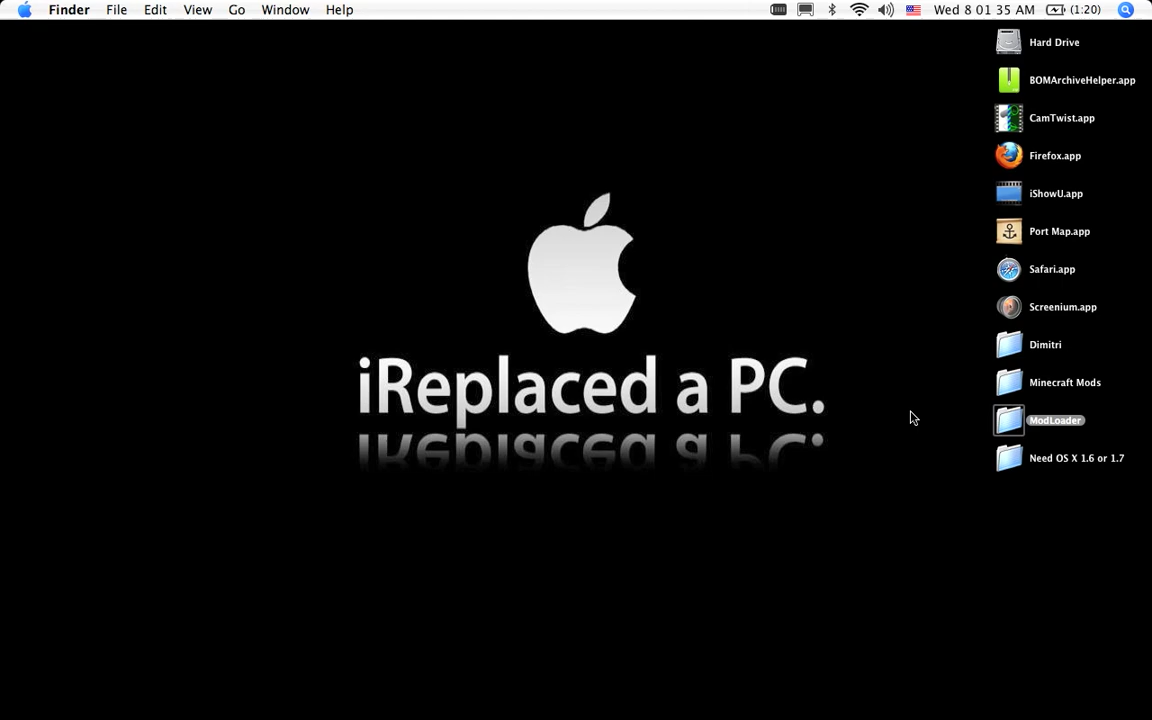 Finder File Edit View Go Window Help Wed 8 01 35 AM (1:20)
Hard Drive
BOMArchiveHelper.app
CamTwist.app
Firefox.app
iShowU.app
Port Map.app
Safari.app
Screenium.app
Dimitri
Minecraft Mods
ModLoader
Need OS X 1.6 or 1.7
iReplaced a PC.